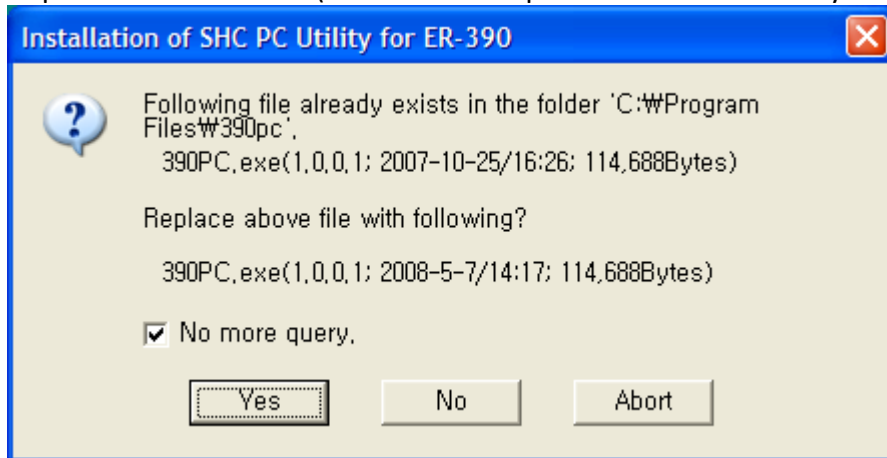 Installation of SHC PC Utility for ER-390
Following file already exists in the folder 'C:₩Program
Files₩390pc',
390PC,exe(1,0,0,1; 2007-10-25/16:26; 114,688Bytes)
Replace above file with following?
390PC,exe(1,0,0,1; 2008-5-7/14:17; 114,688Bytes)
No more query,
Yes
No
Abort